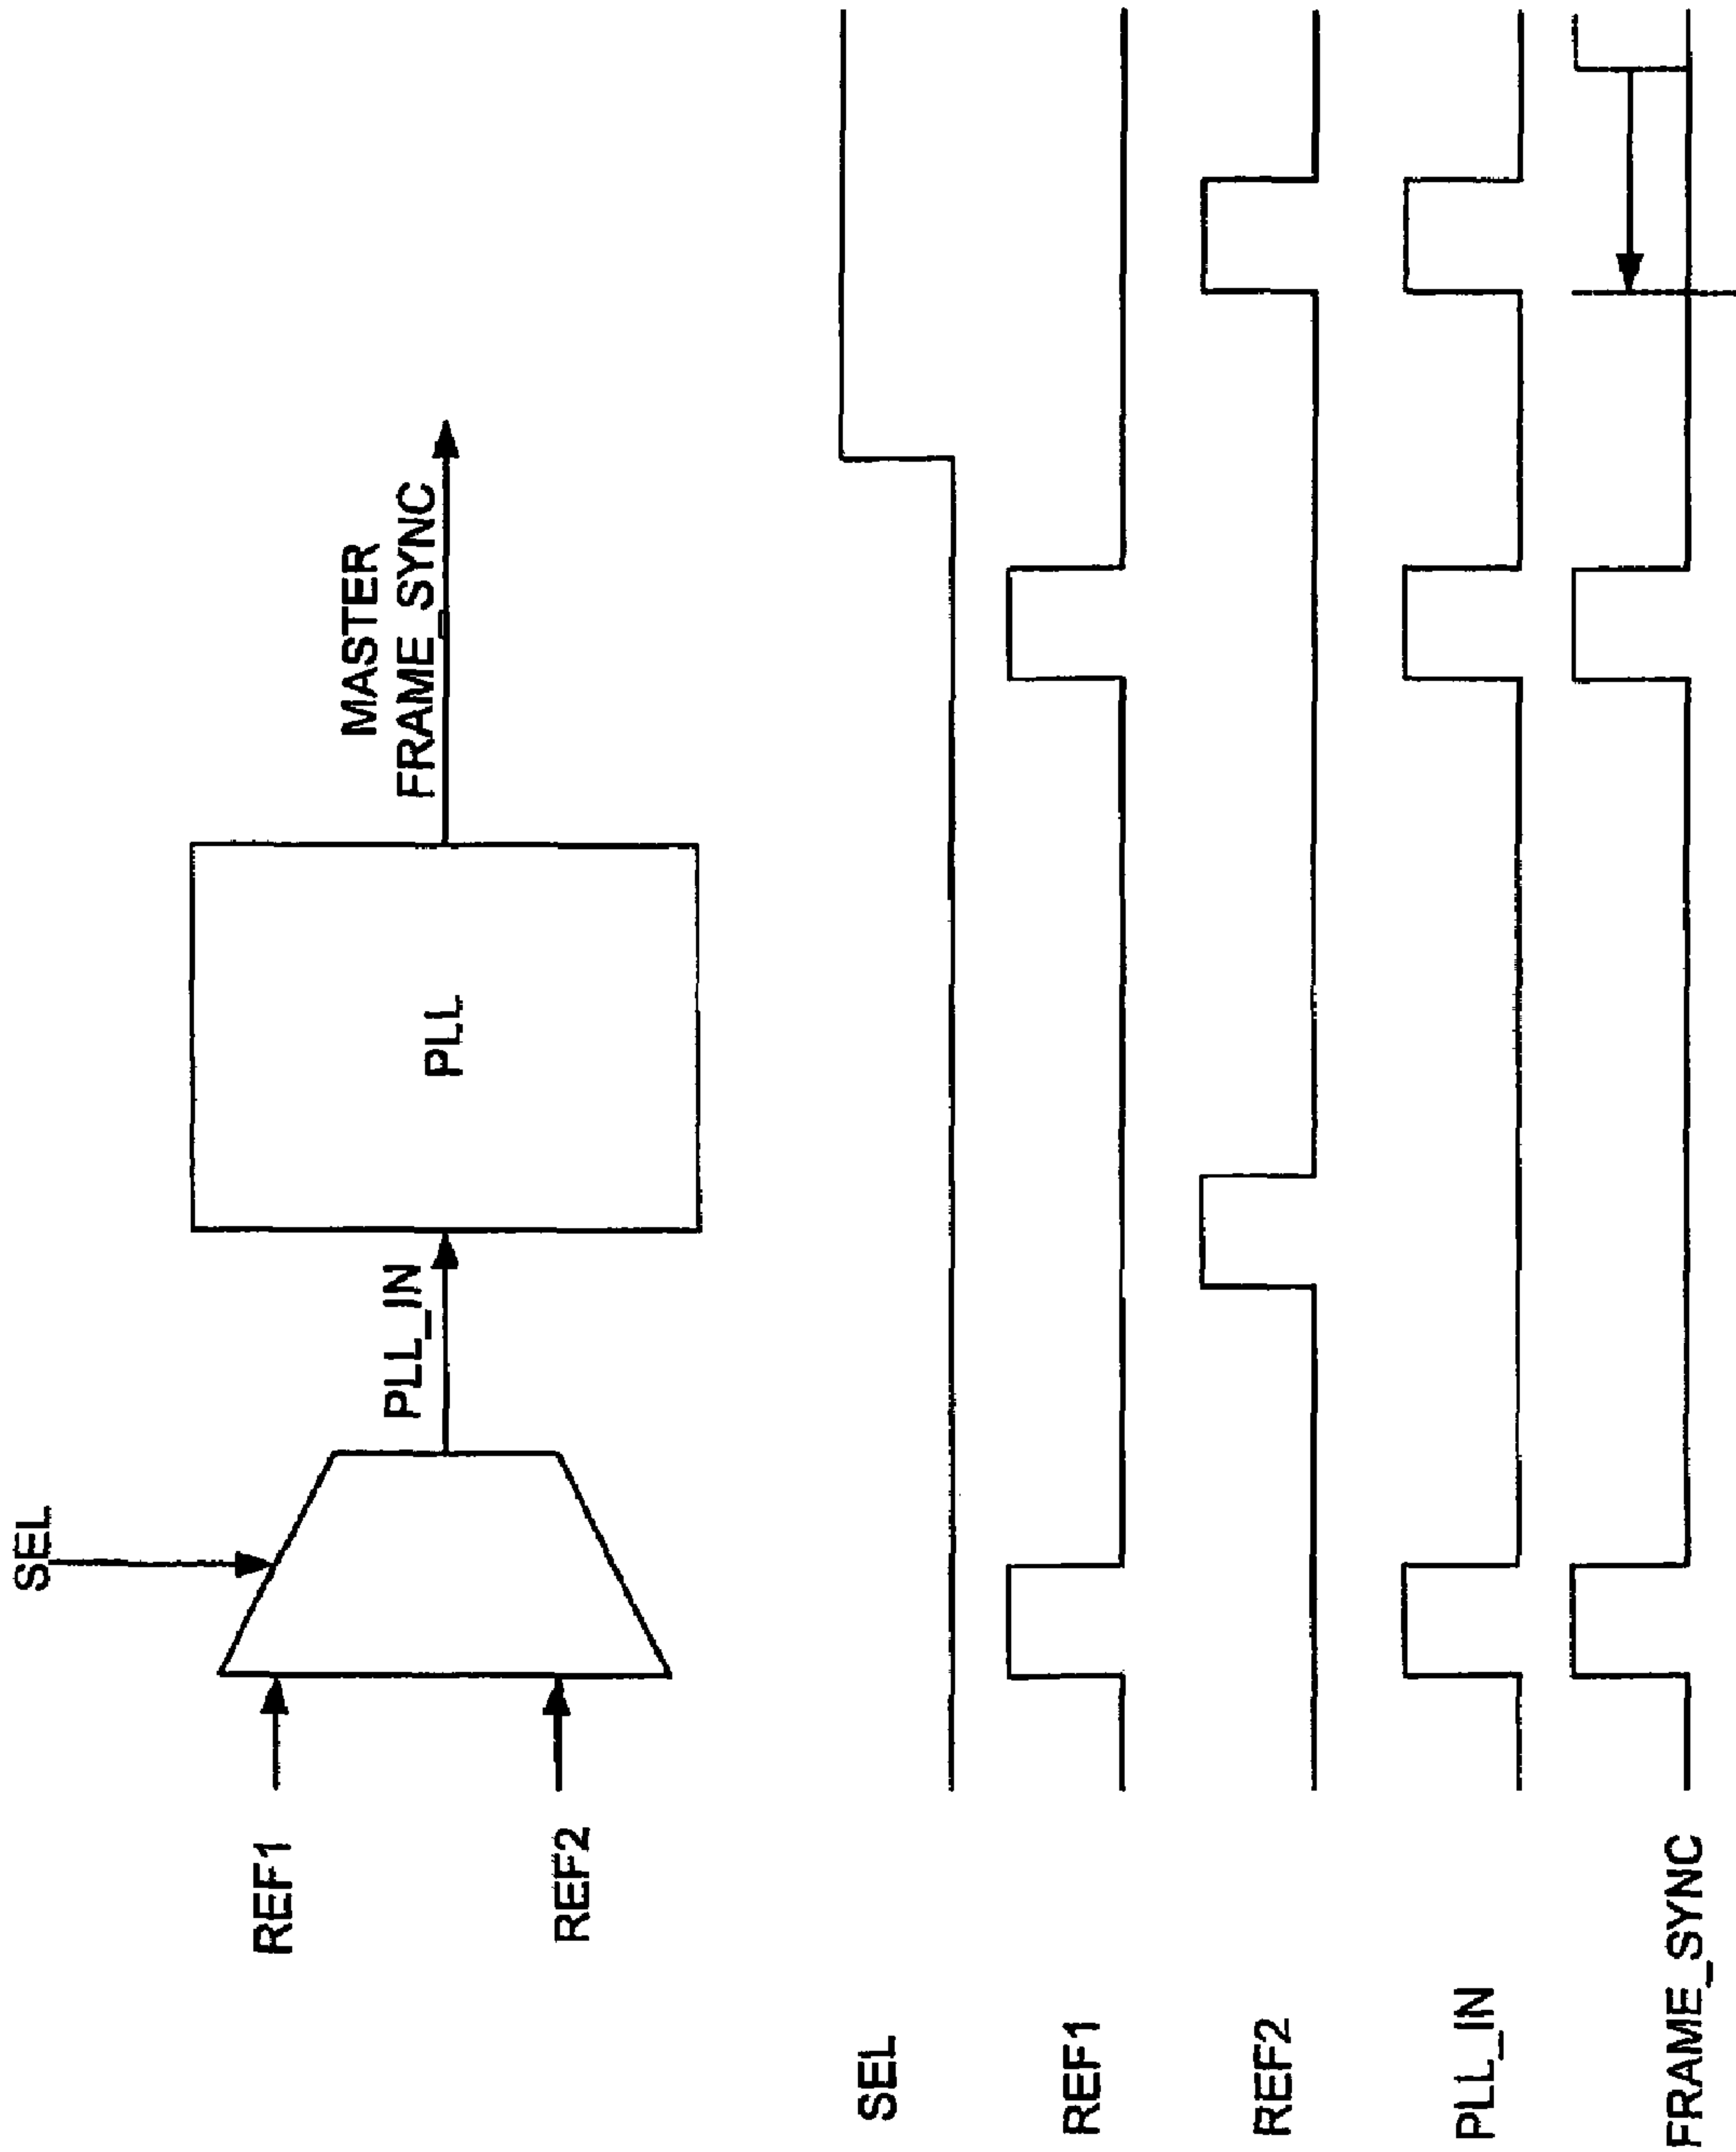 SEL
REF1
REF2
PLL_IN
PLL
MASTER
FRAME_SYNC
SEL
REF1
REF2
PLL_IN
FRAME_SYNC